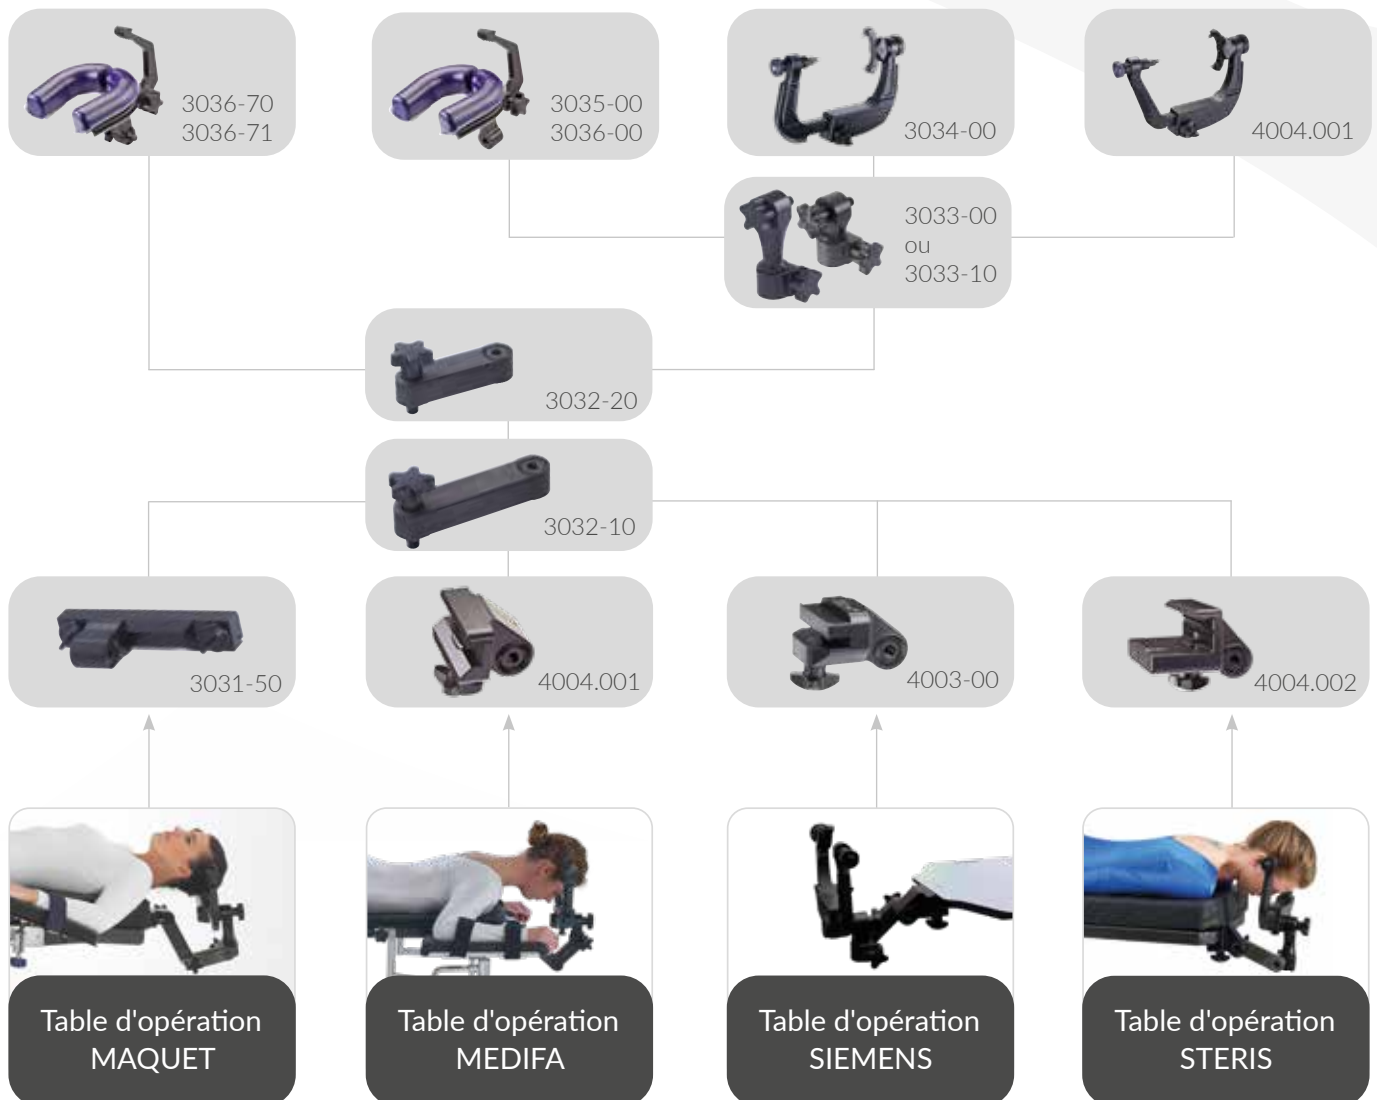 3036-70
3036-71
3035-00
3036-00
3034-00
4004.001
3033-00
ou
3033-10
3032-20
3032-10
3031-50
4004.001
4003-00
4004.002
Table d'opération
MAQUET
Table d'opération
MEDIFA
Table d'opération
SIEMENS
Table d'opération
STERIS